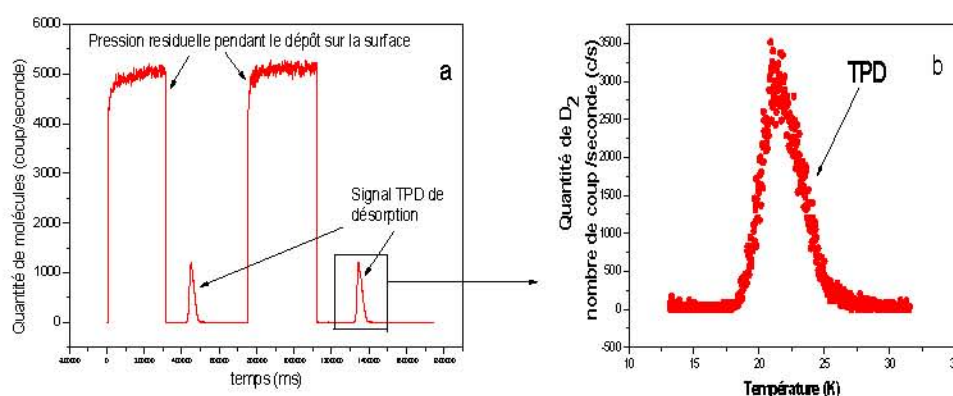 6000
5000
4000
3000
2000
1000
0
Quantité de molécules (coup/seconde)
Pression residuelle pendant le dépôt sur la surface
a
Signal TPD de
désorption
0
temps (ms)
3500
3000
2500
2000
1500
1000
500
0
-500
Quantité de D2
nombre de coup /seconde (c/s)
TPD
b
10
15
20
25
30
Température (K)